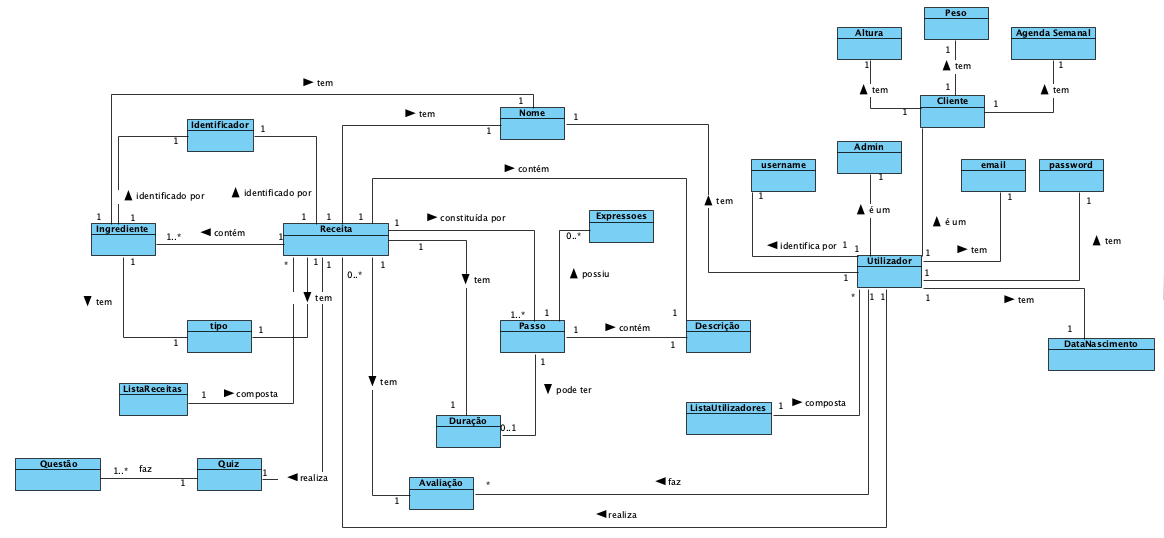 Peso
Altura
Agenda Semanal
1
1
1
tem
tem
tem
1
Cliente
1
1
tem
1
tem
Nome
1
1
Identificador
1
1
Admin
1
username
1
email
1
password
1
contém
identificado por
identificado por
tem
é um
é um
1
1
1
1
1
1
constituída por
Expressoes
0..*
Ingrediente
1..*
contém
1
Receita
1
tem
identifica por
1
1
1
tem
Utilizador
1
1
1
possiu
tem
1
*
1
1
1
0..*
1
tem
*
1
1
1
tem
tem
tipo
1
1
1..*
1
Passo
1
contém
1
1
Descrição
1
DataNascimento
1
pode ter
tem
ListaReceitas
1
composta
ListaUtilizadores
1
composta
1
Duração
0..1
Questão
1..*
faz
1
Quiz
1
realiza
Avaliação
1
*
faz
realiza